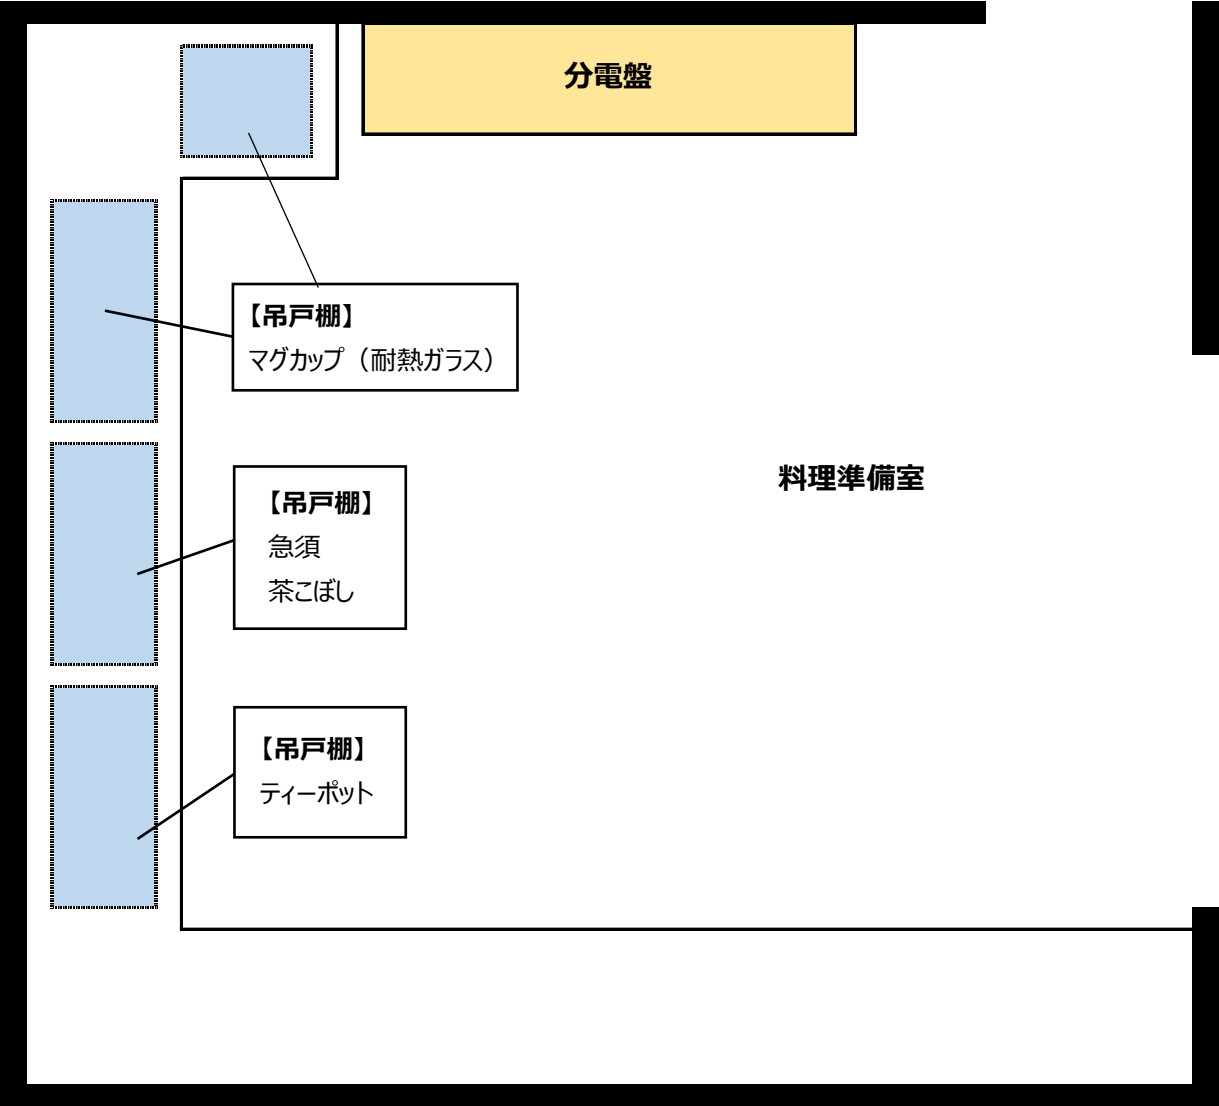 分電盤
【吊戸棚】
マグカップ（耐熱ガラス）
料理準備室
【吊戸棚】
急須
茶こぼし
【吊戸棚】
ティーポット